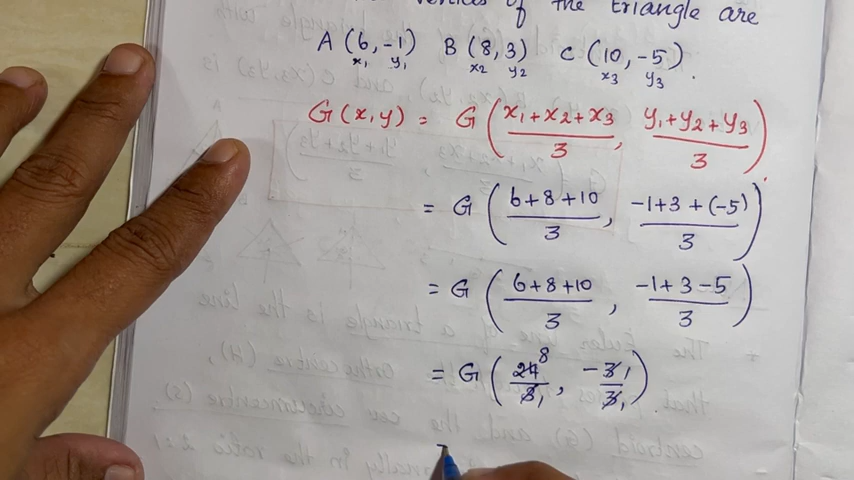 vertices of the triangle are
A (6, -1) B (8, 3) C (10, -5).
x₁ y₁ x₂ y₂ x₃ y₃
G(x, y) = G((x₁+x₂+x₃)/3, (y₁+y₂+y₃)/3).
= G((6+8+10)/3, (-1+3+(-5))/3)
= G((6+8+10)/3, (-1+3-5)/3)
= G(24 8/3 1, -3 1/3 1)